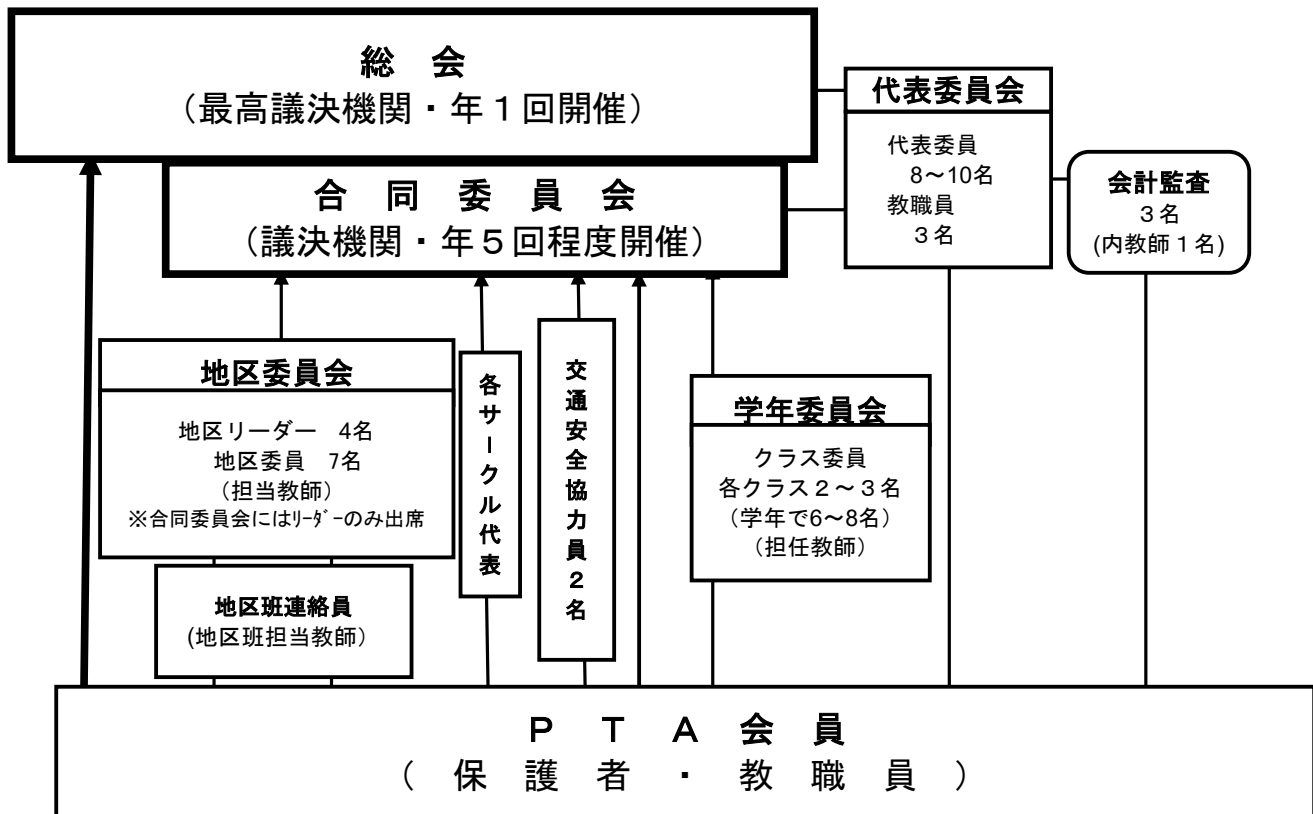 総 会
（最高議決機関・年１回開催）
合 同 委 員 会
（議決機関・年５回程度開催）
代表委員会
代表委員
8～10名
教職員
３名
会計監査
３名
(内教師１名)
地区委員会
地区リーダー 4名
地区委員 7名
（担当教師）
※合同委員会にはﾘｰﾀﾞｰのみ出席
地区班連絡員
(地区班担当教師）
各サークル代表
交通安全協力員２名
学年委員会
クラス委員
各クラス２～３名
（学年で6～8名）
（担任教師）
Ｐ Ｔ Ａ 会 員
（ 保 護 者 ・ 教 職 員 ）